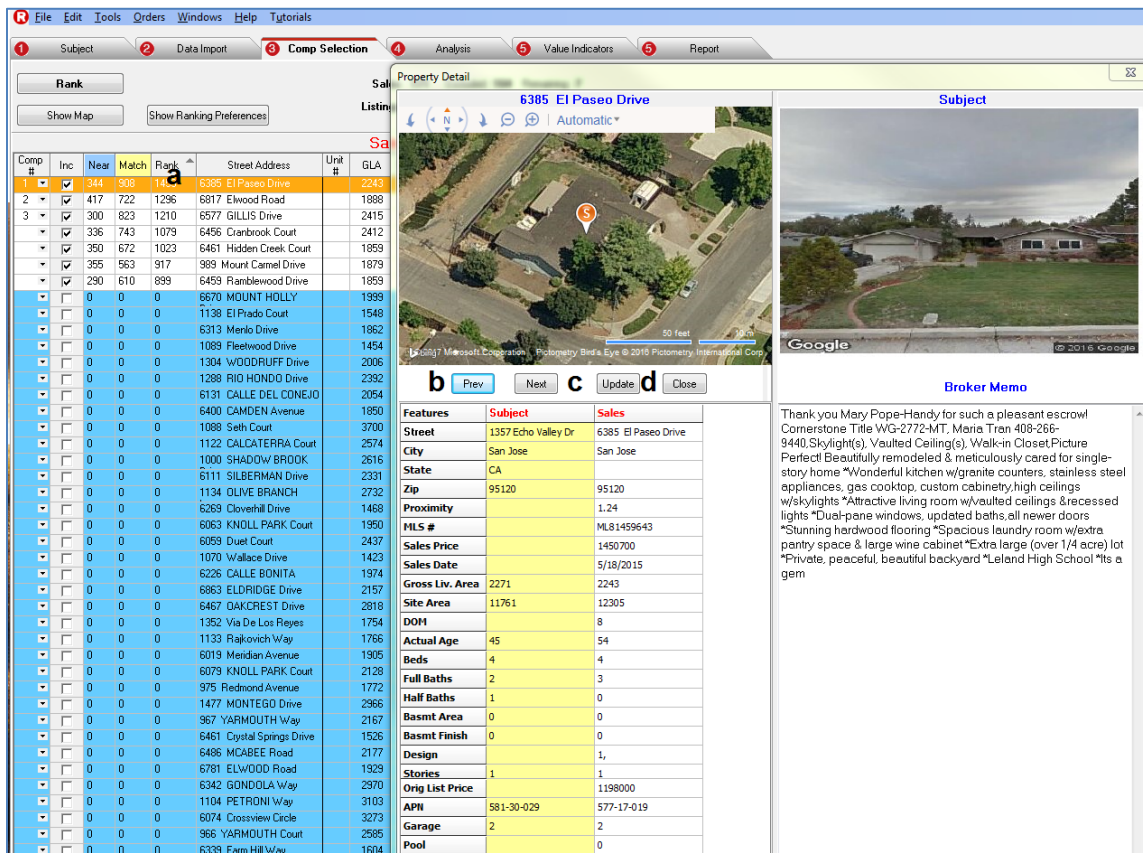 File Edit Tools Orders Windows Help Tutorials
1 Subject 2 Data Import 3 Comp Selection 4 Analysis 5 Value Indicators 5 Report
Rank
Show Map Show Ranking Preferences
Property Detail
6385 El Paseo Drive
Subject
N Automatic
S
50 feet 10 m
Microsoft Corporation Pictometry Bird's Eye © 2016 Pictometry International Corp
Google © 2016 Google
b Prev Next c Update d Close
Comp # Inc Near Match Rank Street Address Unit # GLA
a
1 344 908 6385 El Paseo Drive 2243
2 417 722 1296 6817 Elwood Road 1888
3 300 823 1210 6577 GILLIS Drive 2415
336 743 1079 6456 Cranbrook Court 2412
350 672 1023 6461 Hidden Creek Court 1859
355 563 917 989 Mount Carmel Drive 1879
290 610 899 6459 Ramblewood Drive 1859
0 0 0 6670 MOUNT HOLLY 1999
0 0 0 1138 El Prado Court 1548
0 0 0 6313 Menlo Drive 1862
0 0 0 1089 Fleetwood Drive 1454
0 0 0 1304 WOODRUFF Drive 2006
0 0 0 1288 RIO HONDO Drive 2392
0 0 0 6131 CALLE DEL CONEJO 2054
0 0 0 6400 CAMDEN Avenue 1850
0 0 0 1088 Seth Court 3700
0 0 0 1122 CALCATERRA Court 2574
0 0 0 1000 SHADOW BROOK 2616
0 0 0 6111 SILBERMAN Drive 2331
0 0 0 1134 OLIVE BRANCH 2732
0 0 0 6269 Cloverhill Drive 1468
0 0 0 6063 KNOLL PARK Court 1950
0 0 0 6059 Duet Court 2437
0 0 0 1070 Wallace Drive 1423
0 0 0 6226 CALLE BONITA 1974
0 0 0 6863 ELDRIDGE Drive 2157
0 0 0 6467 OAKCREST Drive 2818
0 0 0 1352 Via De Los Reyes 1754
0 0 0 1133 Rajkovich Way 1766
0 0 0 6019 Meridian Avenue 1905
0 0 0 6079 KNOLL PARK Court 2128
0 0 0 975 Redmond Avenue 1772
0 0 0 1477 MONTEGO Drive 2966
0 0 0 967 YARMOUTH Way 2167
0 0 0 6461 Crystal Springs Drive 1526
0 0 0 6486 MCABEE Road 2177
0 0 0 6781 ELWOOD Road 1929
0 0 0 6342 GONDOLA Way 2970
0 0 0 1104 PETRONI Way 3103
0 0 0 6074 Crossview Circle 3273
0 0 0 966 YARMOUTH Court 2585
0 0 0 6339 Farm Hill Way 1604
Features Subject Sales
Street 1357 Echo Valley Dr 6385 El Paseo Drive
City San Jose San Jose
State CA
Zip 95120 95120
Proximity 1.24
MLS # ML81459643
Sales Price 1450700
Sales Date 5/18/2015
Gross Liv. Area 2271 2243
Site Area 11761 12305
DOM 8
Actual Age 45 54
Beds 4 4
Full Baths 2 3
Half Baths 1 0
Basmt Area 0 0
Basmt Finish 0 0
Design 1,
Stories 1 1
Orig List Price 1198000
APN 581-30-029 577-17-019
Garage 2 2
Pool 0
Broker Memo
Thank you Mary Pope-Handy for such a pleasant escrow!
Cornerstone Title WG-2772-MT, Maria Tran 408-266-
9440,Skylight(s), Vaulted Ceiling(s), Walk-in Closet,Picture
Perfect! Beautifully remodeled & meticulously cared for single-
story home *Wonderful kitchen w/granite counters, stainless steel
appliances, gas cooktop, custom cabinetry,high ceilings
w/skylights *Attractive living room w/vaulted ceilings &recessed
lights *Dual-pane windows, updated baths,all newer doors
*Stunning hardwood flooring *Spacious laundry room w/extra
pantry space & large wine cabinet *Extra large (over 1/4 acre) lot
*Private, peaceful, beautiful backyard *Leland High School *Its a
gem